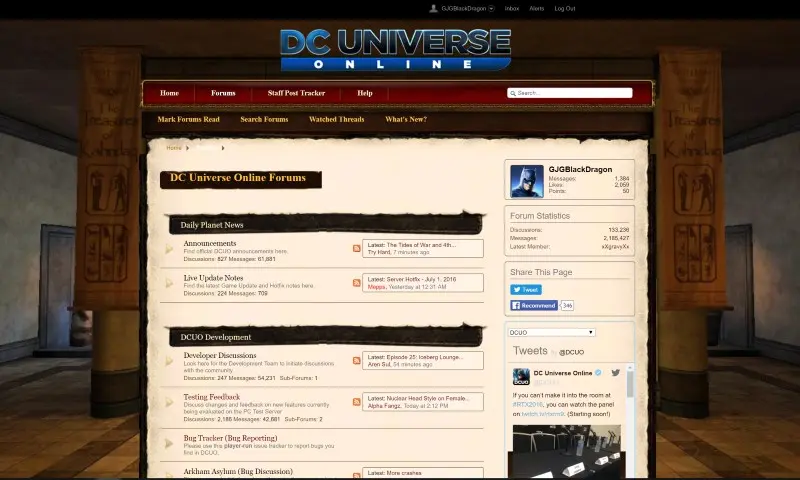 GJGBlackDragon Inbox Alerts Log Out
DC UNIVERSE
ONLINE
Home Forums Staff Post Tracker Help
Search...
Mark Forums Read Search Forums Watched Threads What's New?
The Treasures of Kahndaq
Home
DC Universe Online Forums
Daily Planet News
Announcements
Find official DCUO announcements here.
Discussions: 827 Messages: 61,881
Latest: The Tides of War and 4th...
Try Hard, 7 minutes ago
Live Update Notes
Find the latest Game Update and Hotfix notes here.
Discussions: 224 Messages: 709
Latest: Server Hotfix - July 1, 2016
Mepps, Yesterday at 12:31 AM
DCUO Development
Developer Discussions
Look here for the Development Team to initiate discussions
with the community.
Discussions: 247 Messages: 54,231 Sub-Forums: 1
Latest: Episode 25: Iceberg Lounge...
Aren Sul, 54 minutes ago
Testing Feedback
Discuss changes and feedback on new features currently
being evaluated on the PC Test Server
Discussions: 2,186 Messages: 42,661 Sub-Forums: 2
Latest: Nuclear Head Style on Female...
Alpha Fangz, Today at 2:12 PM
Bug Tracker (Bug Reporting)
Please use this player-run issue tracker to report bugs you
find in DCUO.
Arkham Asylum (Bug Discussion)
Latest: More crashes
GJGBlackDragon
Messages: 1,384
Likes: 2,059
Points: 50
Forum Statistics
Discussions: 133,236
Messages: 2,185,427
Latest Member: xXgravyXx
Share This Page
Tweet
Recommend 346
DCUO
Tweets by @DCUO
DC Universe Online
@DCUO
If you can't make it into the room at
#RTX2016, you can watch the panel
(Starting soon!)